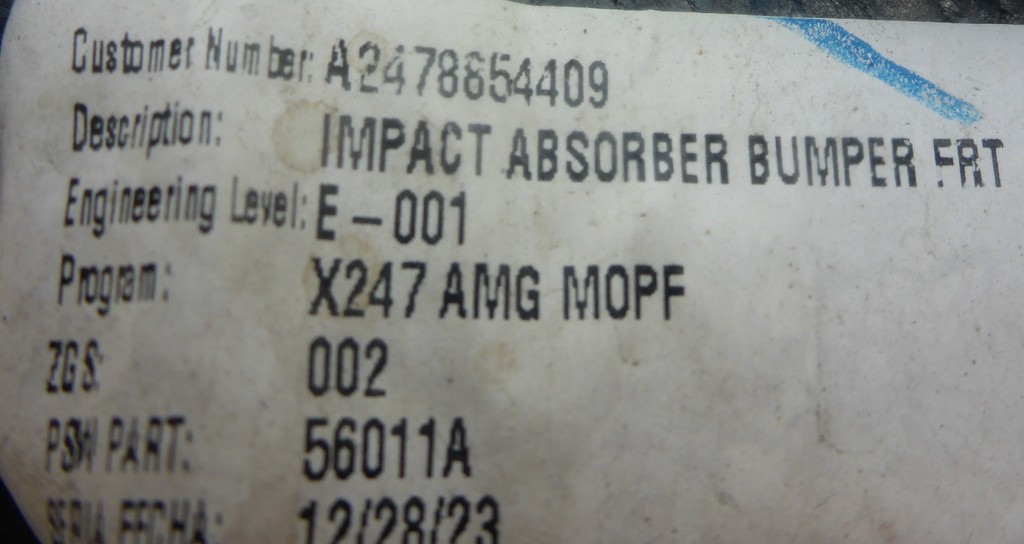 Customer Number: A2478854409
Description: IMPACT ABSORBER BUMPER FRT
Engineering Level: E-001
Program: X247 AMG MOPF
ZGS: 002
PSW PART: 56011A
FECHA: 12/28/23